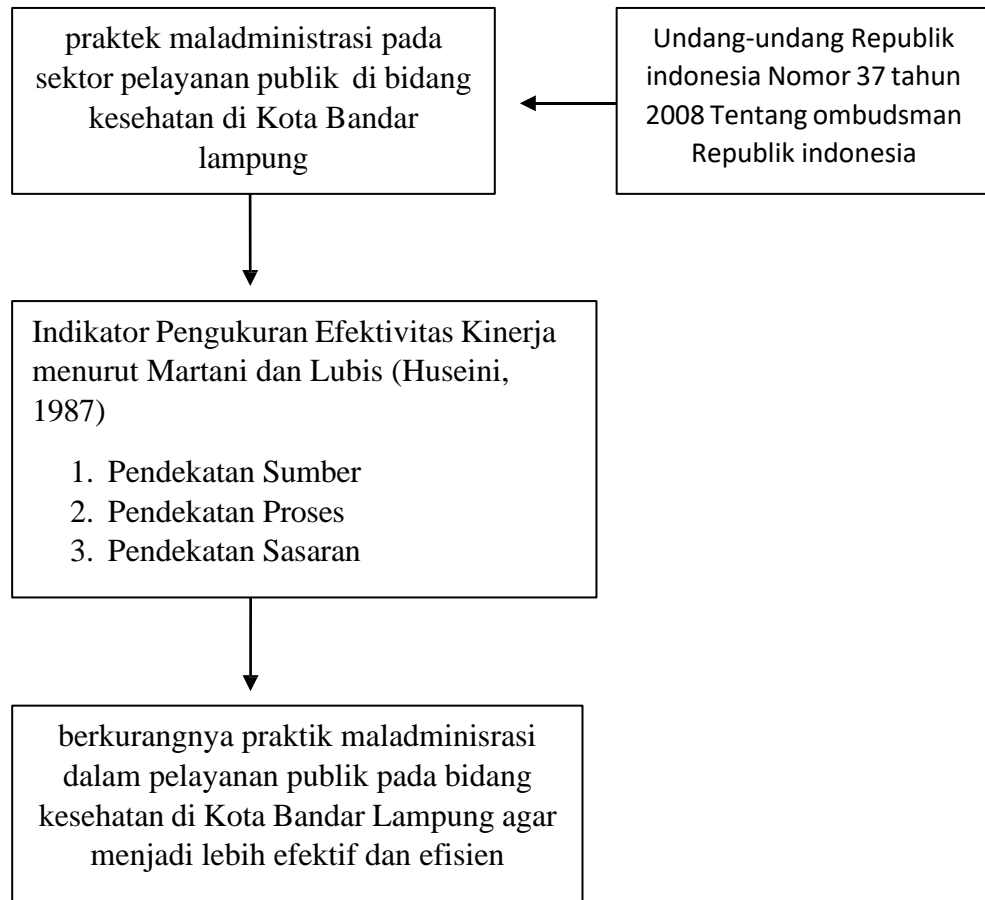 praktek maladministrasi pada
sektor pelayanan publik di bidang
kesehatan di Kota Bandar
lampung
Undang-undang Republik
indonesia Nomor 37 tahun
2008 Tentang ombudsman
Republik indonesia
Indikator Pengukuran Efektivitas Kinerja
menurut Martani dan Lubis (Huseini,
1987)
1. Pendekatan Sumber
2. Pendekatan Proses
3. Pendekatan Sasaran
berkurangnya praktik maladminisrasi
dalam pelayanan publik pada bidang
kesehatan di Kota Bandar Lampung agar
menjadi lebih efektif dan efisien